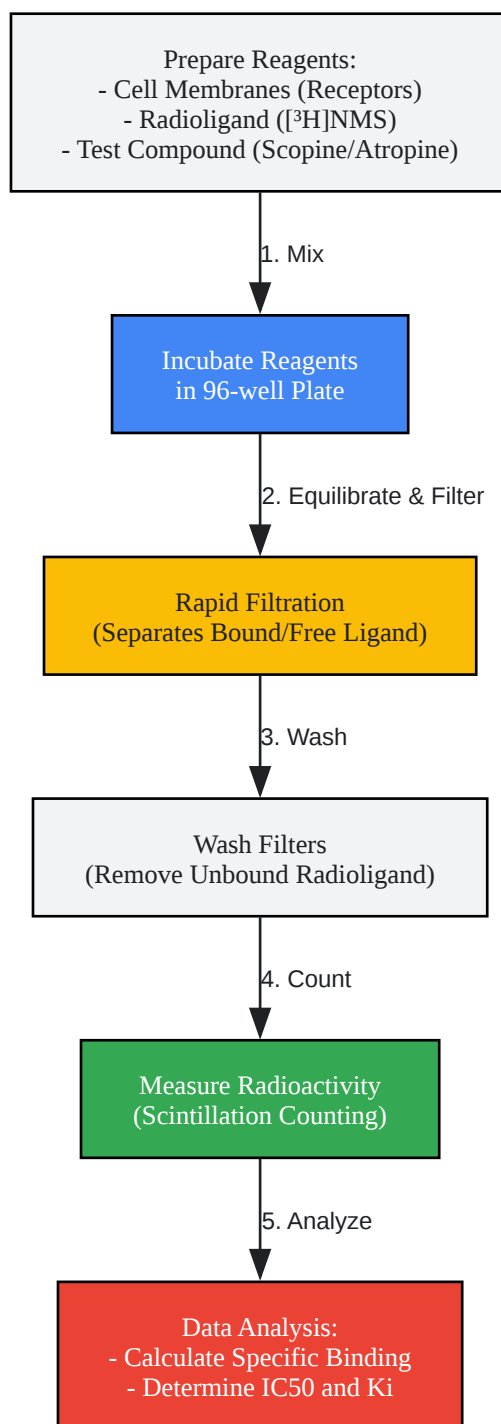 Prepare Reagents:
- Cell Membranes (Receptors)
- Radioligand ([³H]NMS)
- Test Compound (Scopine/Atropine)
1. Mix
Incubate Reagents
in 96-well Plate
2. Equilibrate & Filter
Rapid Filtration
(Separates Bound/Free Ligand)
3. Wash
Wash Filters
(Remove Unbound Radioligand)
4. Count
Measure Radioactivity
(Scintillation Counting)
5. Analyze
Data Analysis:
- Calculate Specific Binding
- Determine IC50 and Ki